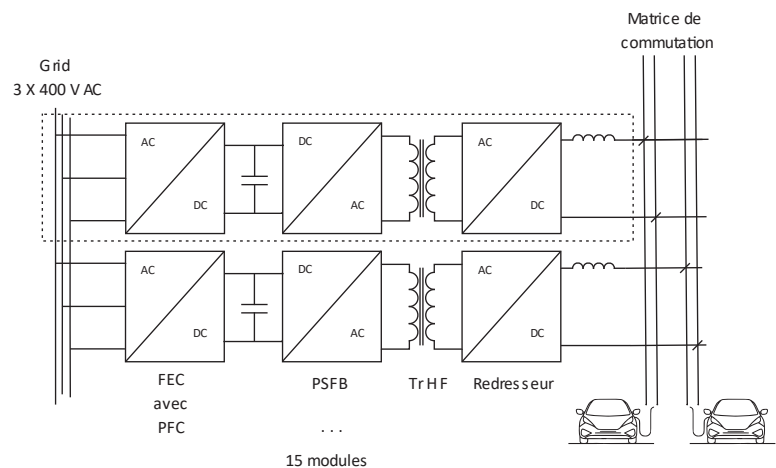 Matrice de
commutation
Grid
3 X 400 V AC
AC
DC
DC
AC
AC
DC
AC
DC
DC
AC
AC
DC
FEC
avec
PFC
PSFB
Tr HF
Redresseur
...
15 modules